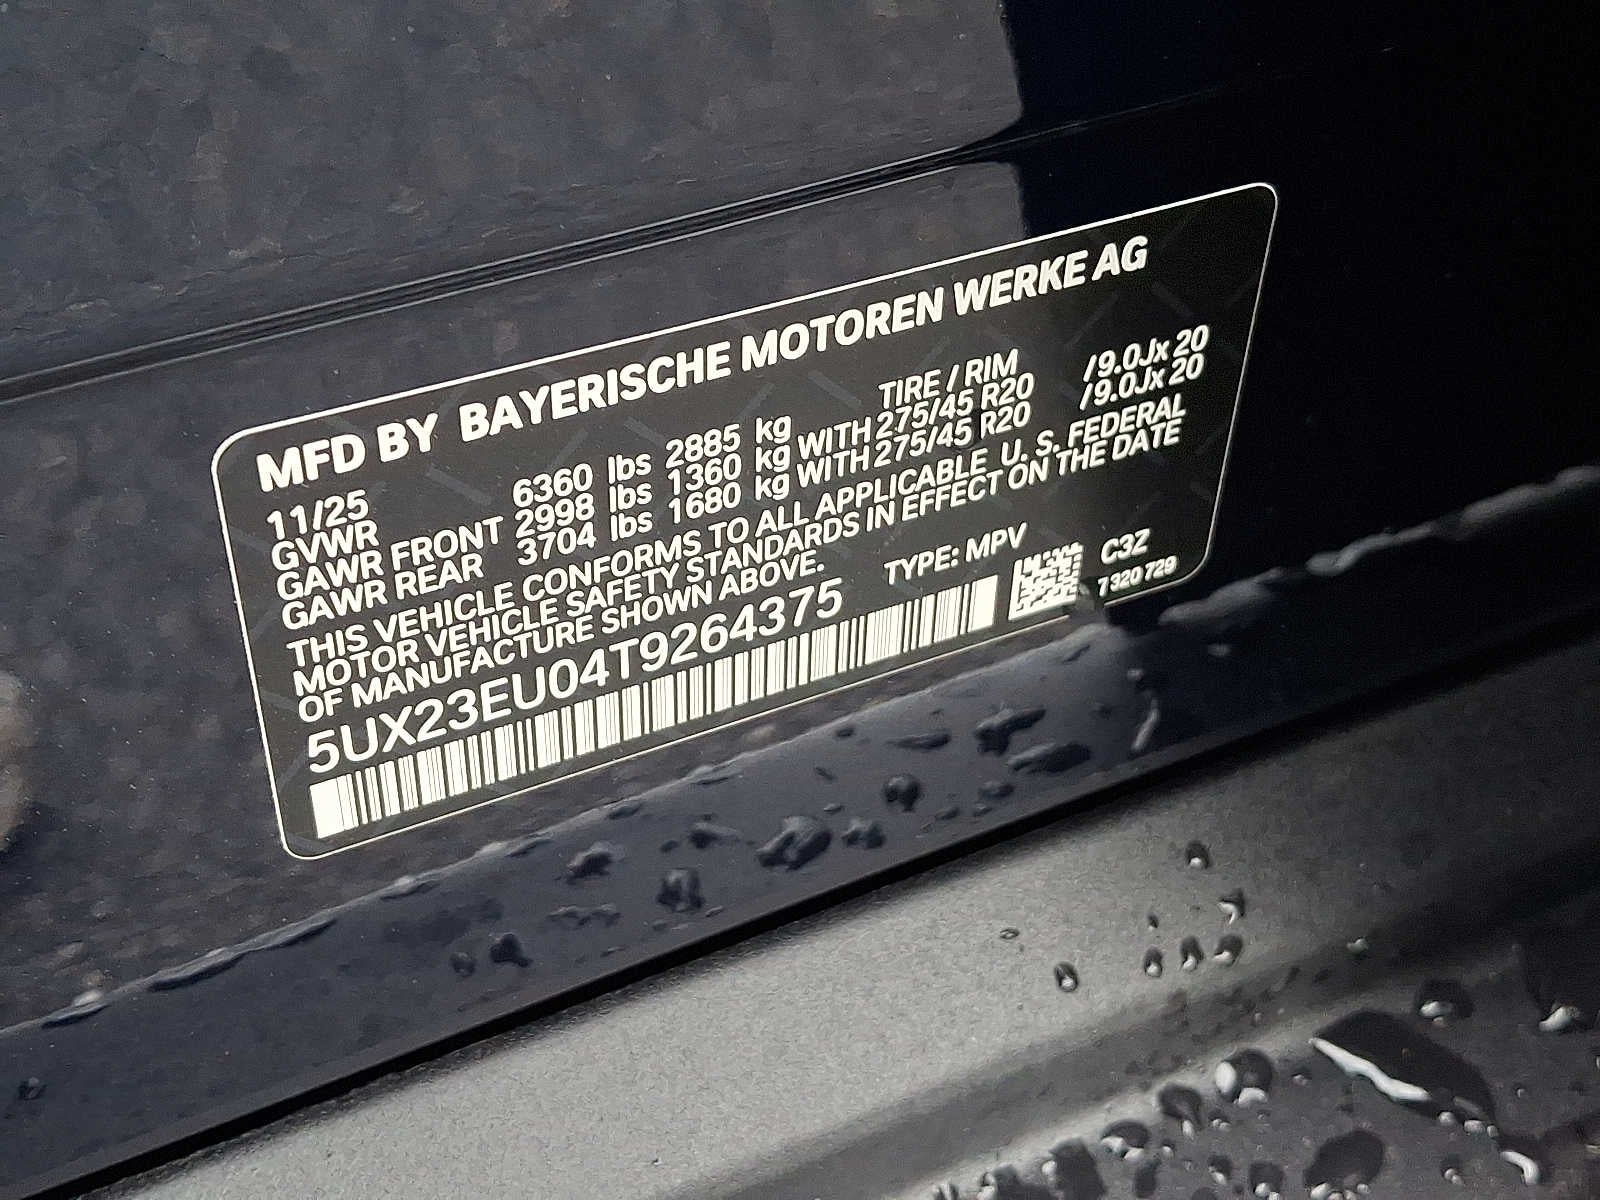 MFD BY BAYERISCHE MOTOREN WERKE AG
11/25 TIRE / RIM
GVWR 6360 lbs 2885 kg
GAWR FRONT 2998 lbs 1360 kg WITH 275/45 R20 /9.0Jx 20
GAWR REAR 3704 lbs 1680 kg WITH 275/45 R20 /9.0Jx 20
THIS VEHICLE CONFORMS TO ALL APPLICABLE U. S. FEDERAL
MOTOR VEHICLE SAFETY STANDARDS IN EFFECT ON THE DATE
OF MANUFACTURE SHOWN ABOVE.
5UX23EU04T9264375 TYPE: MPV C3Z
7 320 729